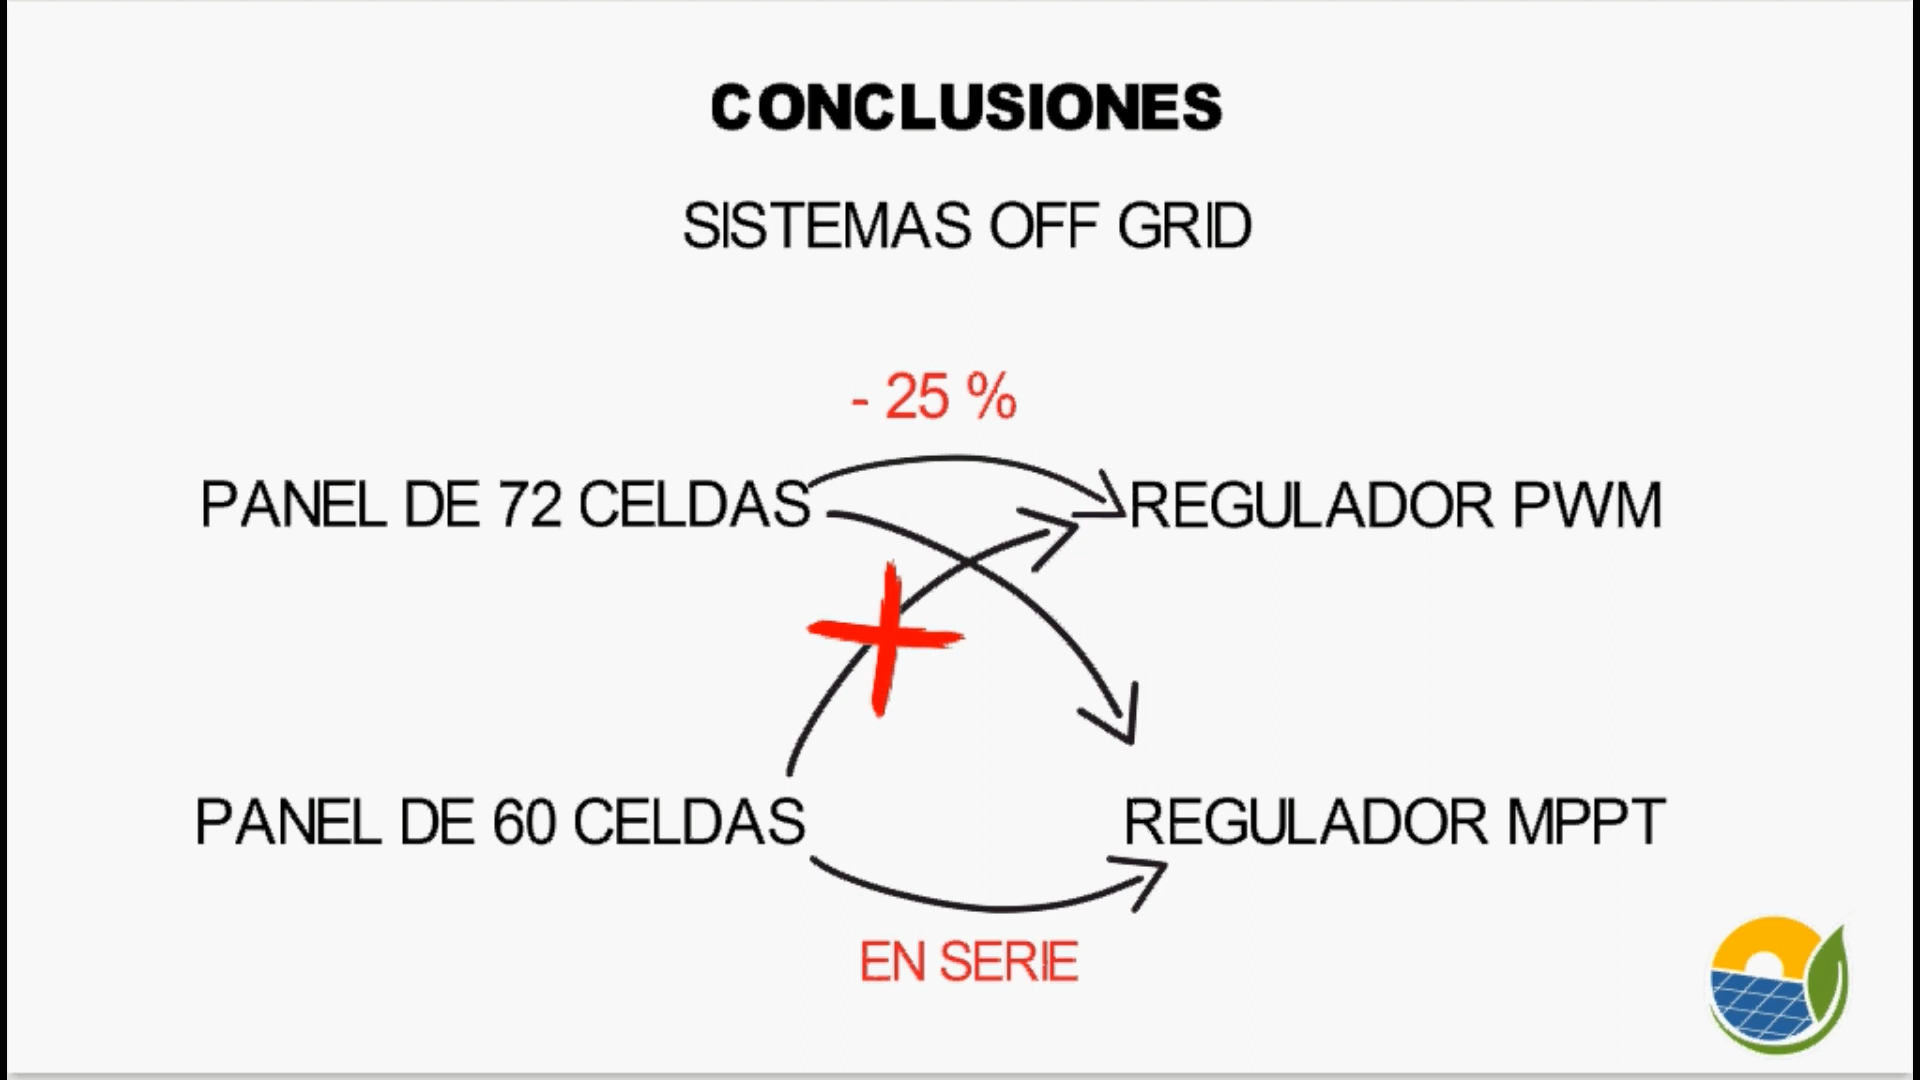 CONCLUSIONES
SISTEMAS OFF GRID
- 25 %
PANEL DE 72 CELDAS
REGULADOR PWM
PANEL DE 60 CELDAS
REGULADOR MPPT
EN SERIE